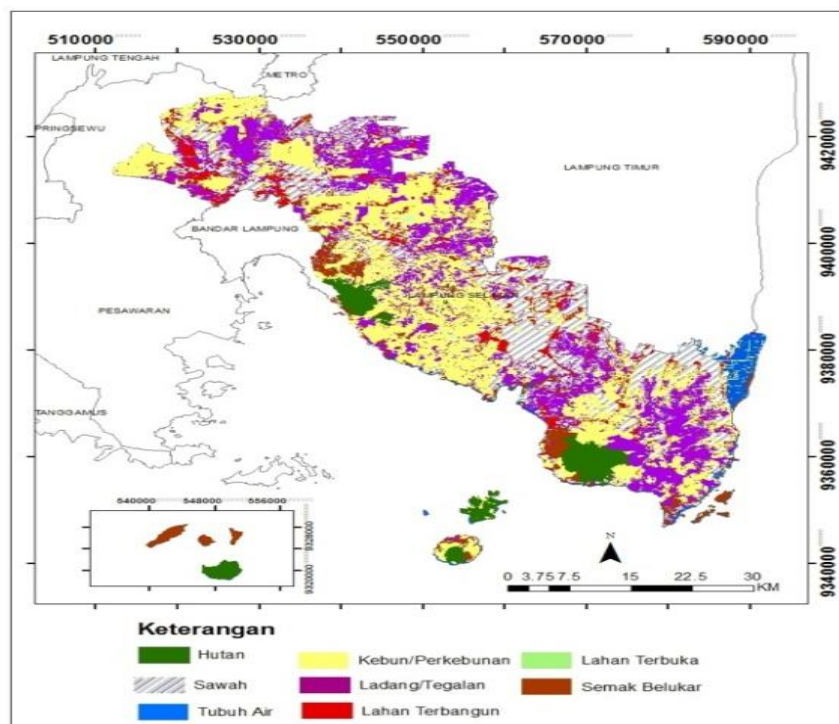 510000 530000 550000 570000 590000
LAMPUNG TENGAH
METRO
PRINGSEWU
LAMPUNG TIMUR
BANDAR LAMPUNG
LAMPUNG SELATAN
PESAWARAN
TANGGAMUS
9420000
9400000
9380000
9360000
9340000
540000 548000 556000
9328000
9320000
N
0 3.75 7.5 15 22.5 30
KM
Keterangan
Hutan Kebun/Perkebunan Lahan Terbuka
Sawah Ladang/Tegalan Semak Belukar
Tubuh Air Lahan Terbangun